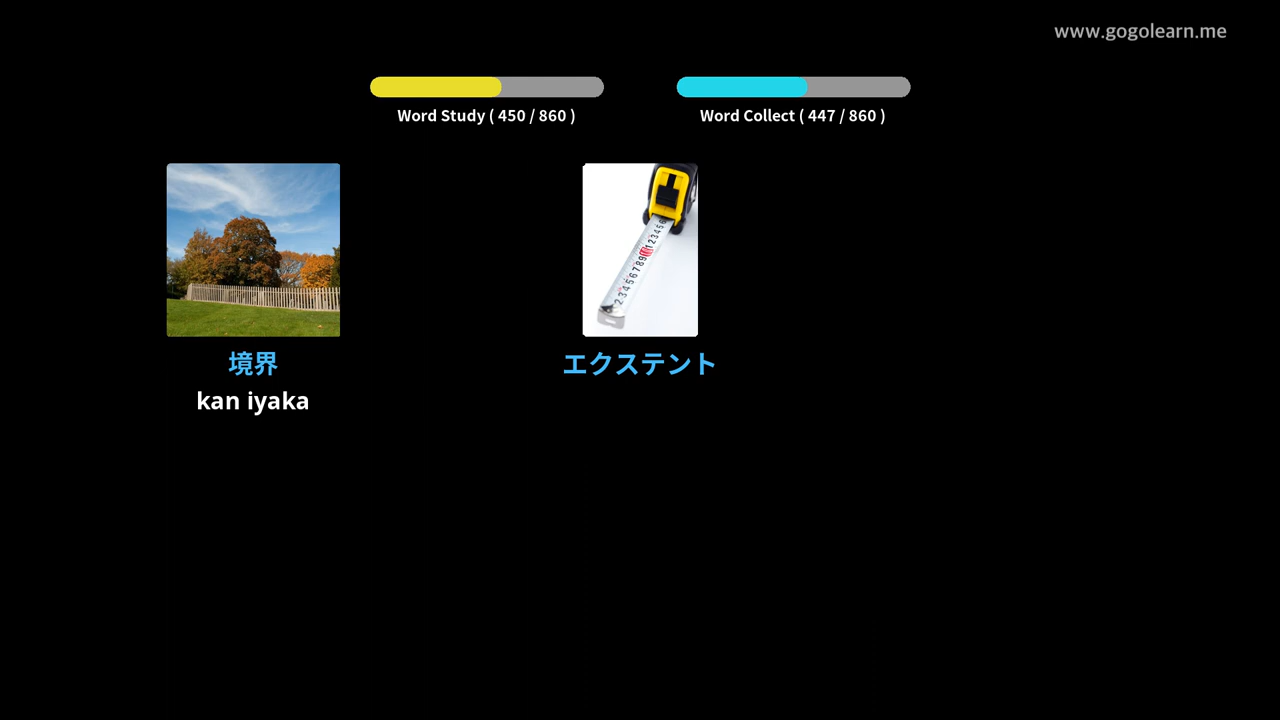 www.gogolearn.me
Word Study ( 450 / 860 )
Word Collect ( 447 / 860 )
境界
kan iyaka
エクステント